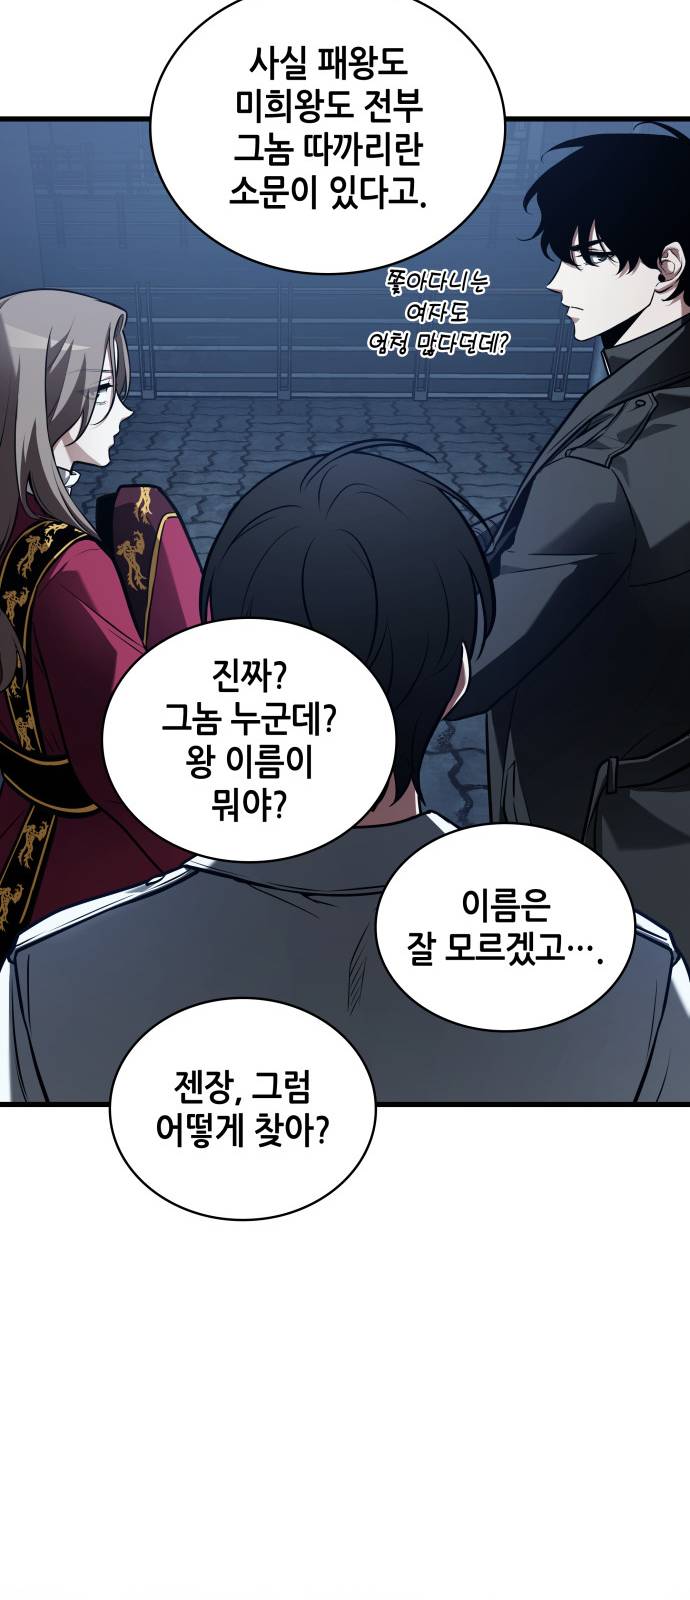 사실 패왕도
미희왕도 전부
그놈 따까리란
소문이 있다고.
쫓아다니는
여자도
엄청 많다던데?
진짜?
그놈 누군데?
왕 이름이
뭐야?
이름은
잘 모르겠고….
젠장, 그럼
어떻게 찾아?